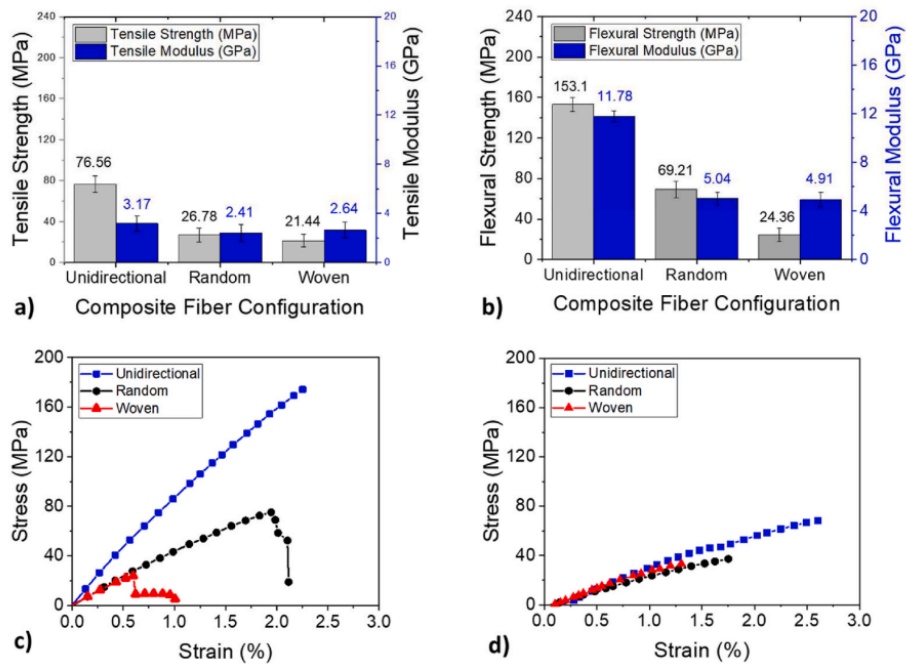 240
200
160
120
80
40
0
Tensile Strength (MPa)
Tensile Strength (MPa)
Tensile Modulus (GPa)
76.56
3.17
26.78
2.41
21.44
2.64
20
16
12
8
4
0
Tensile Modulus (GPa)
Unidirectional Random Woven
a) Composite Fiber Configuration
240
200
160
120
80
40
0
Flexural Strength (MPa)
Flexural Strength (MPa)
Flexural Modulus (GPa)
153.1
11.78
69.21
5.04
24.36
4.91
20
16
12
8
4
0
Flexural Modulus (GPa)
Unidirectional Random Woven
b) Composite Fiber Configuration
200
160
120
80
40
0
Stress (MPa)
Unidirectional
Random
Woven
0.0 0.5 1.0 1.5 2.0 2.5 3.0
c) Strain (%)
200
160
120
80
40
0
Stress (MPa)
Unidirectional
Random
Woven
0.0 0.5 1.0 1.5 2.0 2.5 3.0
d) Strain (%)